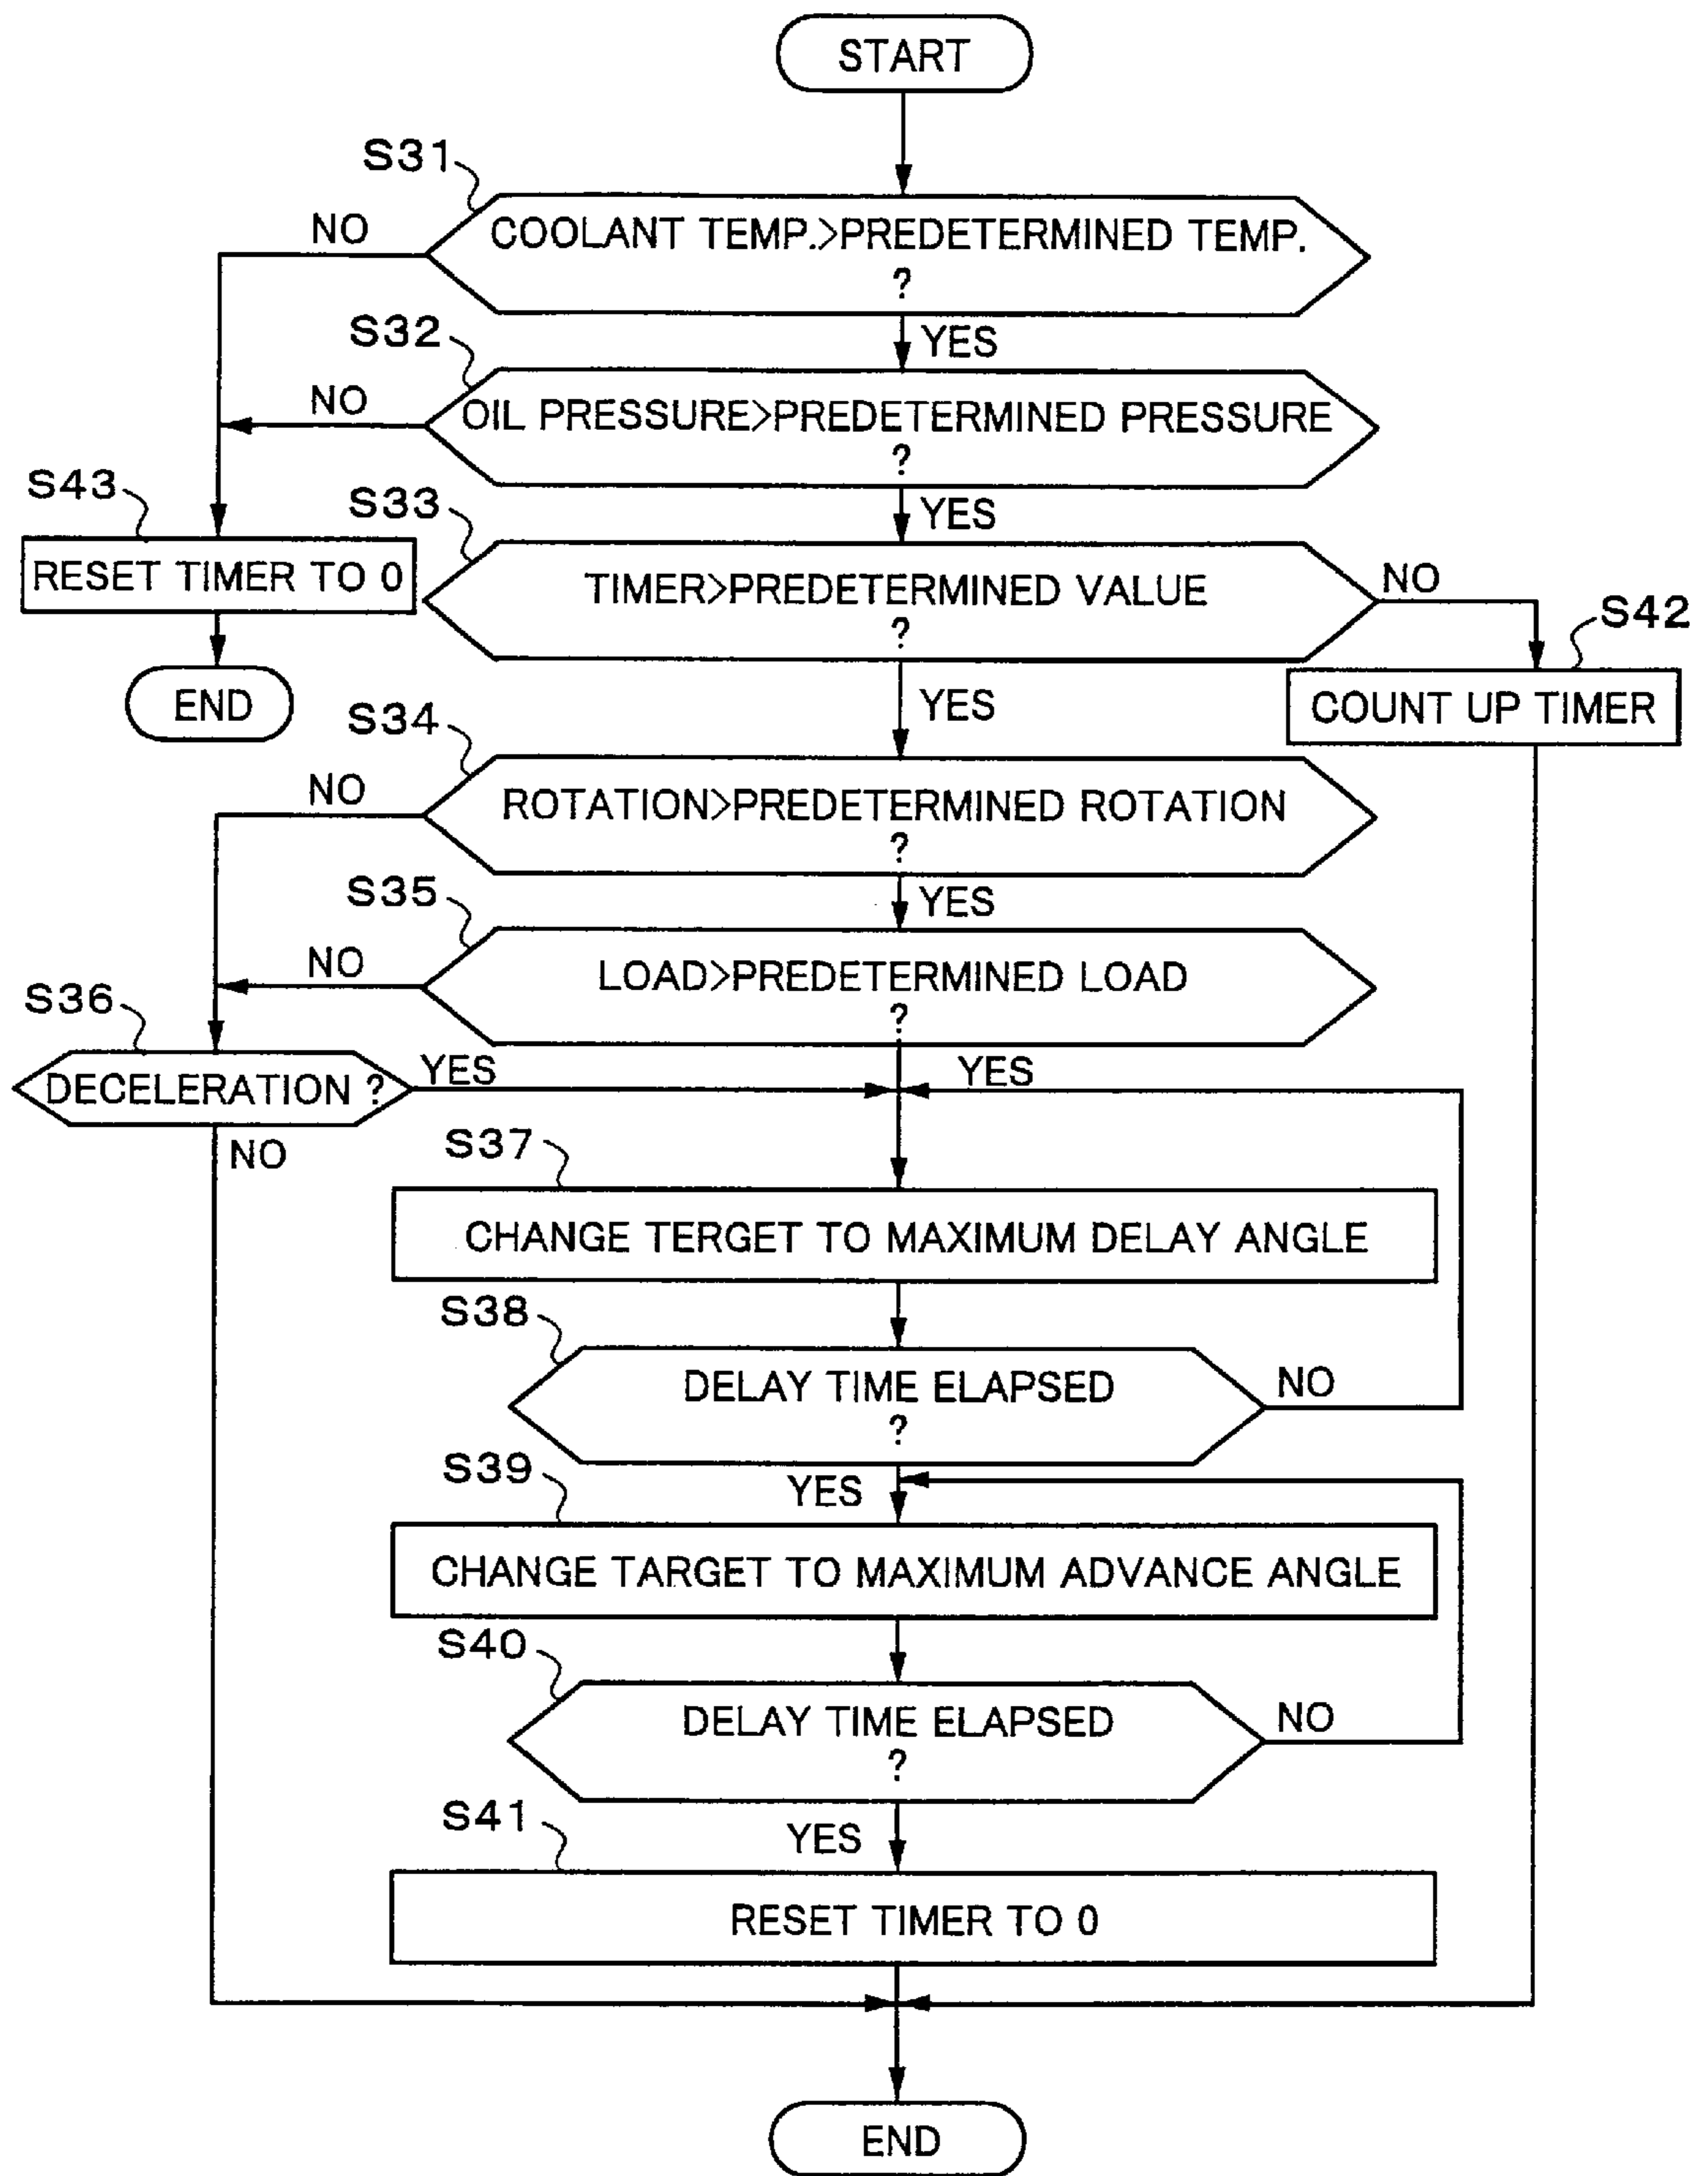 START
S31
NO
COOLANT TEMP.>PREDETERMINED TEMP.
?
S32
YES
NO
OIL PRESSURE>PREDETERMINED PRESSURE
?
S43
S33
YES
RESET TIMER TO 0
TIMER>PREDETERMINED VALUE
?
NO
S42
END
S34
YES
COUNT UP TIMER
NO
ROTATION>PREDETERMINED ROTATION
?
S35
YES
NO
LOAD>PREDETERMINED LOAD
?
S36
DECELERATION ?
YES
YES
NO
S37
CHANGE TERGET TO MAXIMUM DELAY ANGLE
S38
DELAY TIME ELAPSED
?
NO
S39
YES
CHANGE TARGET TO MAXIMUM ADVANCE ANGLE
S40
DELAY TIME ELAPSED
?
NO
S41
YES
RESET TIMER TO 0
END